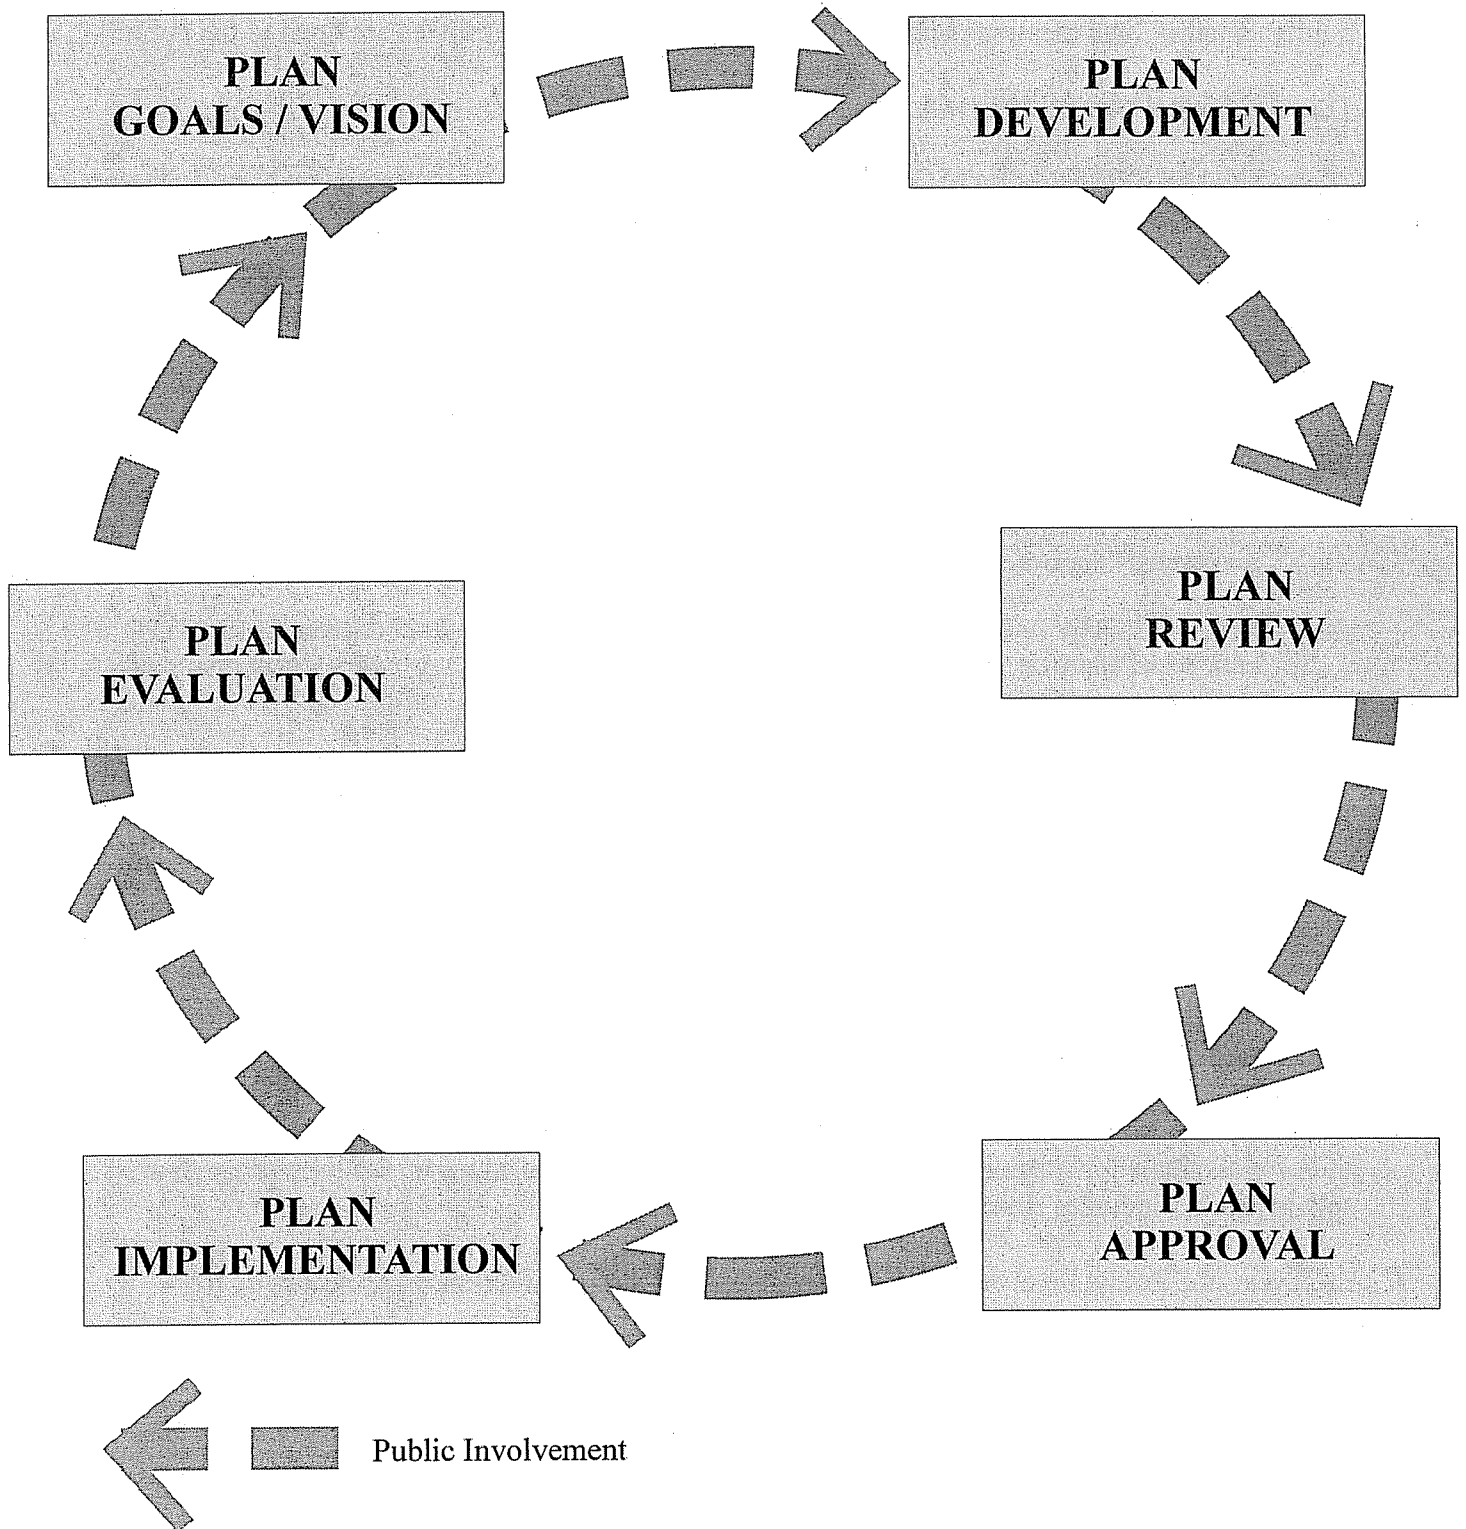 PLAN
GOALS / VISION
PLAN
DEVELOPMENT
PLAN
REVIEW
PLAN
EVALUATION
PLAN
APPROVAL
PLAN
IMPLEMENTATION
Public Involvement